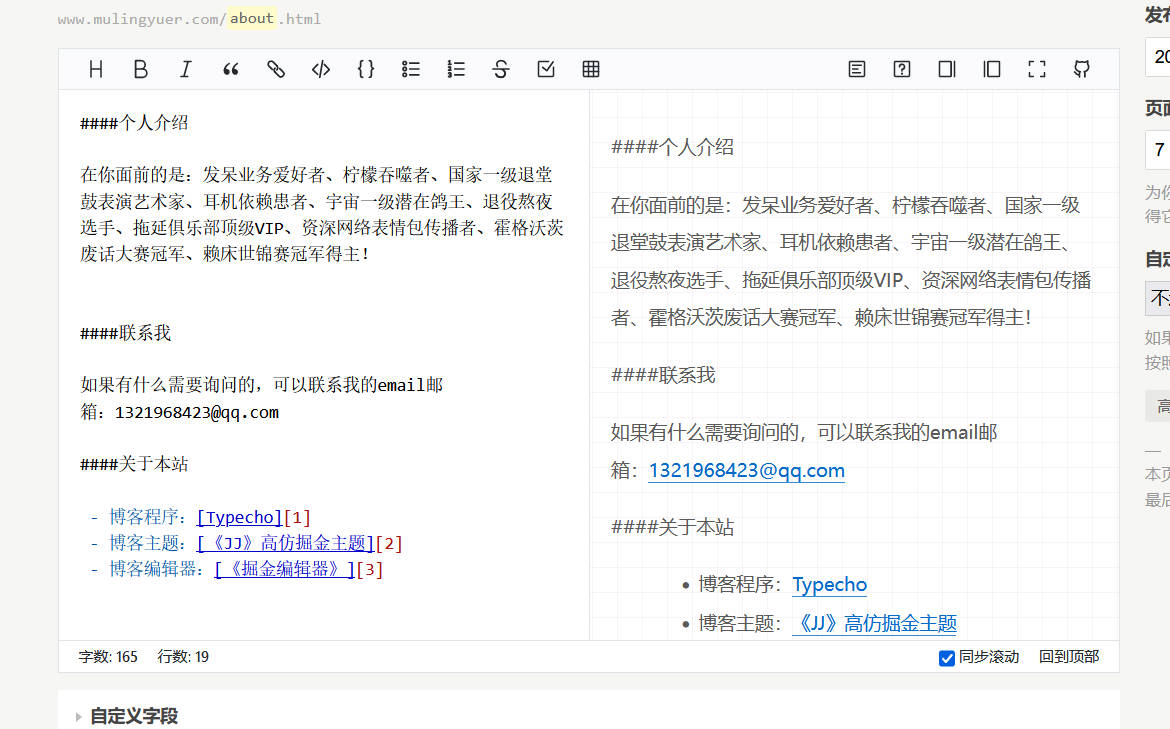 www.mulingyuer.com/about.html
####个人介绍
在你面前的是：发呆业务爱好者、柠檬吞噬者、国家一级退堂
鼓表演艺术家、耳机依赖患者、宇宙一级潜在鸽王、退役熬夜
选手、拖延俱乐部顶级VIP、资深网络表情包传播者、霍格沃茨
废话大赛冠军、赖床世锦赛冠军得主！
####联系我
如果有什么需要询问的，可以联系我的email邮
箱：1321968423@qq.com
####关于本站
- 博客程序：[Typecho][1]
- 博客主题：[《JJ》高仿掘金主题][2]
- 博客编辑器：[《掘金编辑器》][3]
####个人介绍
在你面前的是：发呆业务爱好者、柠檬吞噬者、国家一级
退堂鼓表演艺术家、耳机依赖患者、宇宙一级潜在鸽王、
退役熬夜选手、拖延俱乐部顶级VIP、资深网络表情包传播
者、霍格沃茨废话大赛冠军、赖床世锦赛冠军得主！
####联系我
如果有什么需要询问的，可以联系我的email邮
箱：1321968423@qq.com
####关于本站
• 博客程序：Typecho
• 博客主题：《JJ》高仿掘金主题
字数: 165 行数: 19
同步滚动 回到顶部
自定义字段
发布
20
页面
7
为你
得它
自定
不
如果
按照
高
—
本页
最后